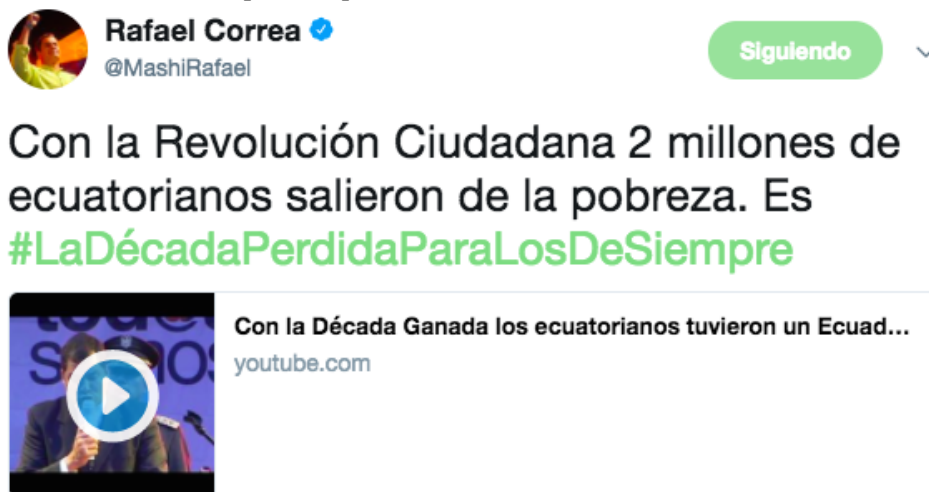 Rafael Correa
@MashiRafael
Siguiendo
Con la Revolución Ciudadana 2 millones de
ecuatorianos salieron de la pobreza. Es
#LaDécadaPerdidaParaLosDeSiempre
Con la Década Ganada los ecuatorianos tuvieron un Ecuad...
youtube.com